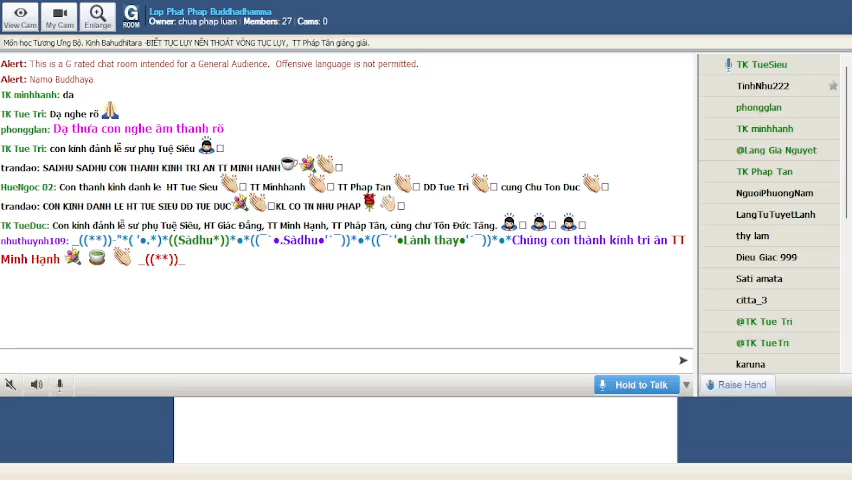 Lop Phat Phap Buddhadhamma
Owner: chua phap luan | Members: 27 | Cams: 0
View Cam
My Cam
Enlarge
G ROOM
Môn học Tương Ưng Bộ. Kinh Bahudhitara -BIẾT TỤC LỤY NÊN THOÁT VÒNG TỤC LỤY, TT Pháp Tân giảng giải.
Alert: This is a G rated chat room intended for a General Audience. Offensive language is not permitted.
Alert: Namo Buddhaya
TK minhhanh: da
TK Tue Tri: Dạ nghe rõ
phongglan: Dạ thưa con nghe âm thanh rõ
TK Tue Tri: con kính đảnh lễ sư phụ Tuệ Siêu
trandao: SADHU SADHU CON THANH KINH TRI AN TT MINH HANH
HueNgoc 02: Con thanh kinh danh le HT Tue Sieu TT Minhhanh TT Phap Tan DD Tue Tri cung Chu Ton Duc
trandao: CON KINH DANH LE HT TUE SIEU DD TUE DUC KL CO TN NHU PHAP
TK TueDuc: Con kính đảnh lễ sư phụ Tuệ Siêu, HT Giác Đẳng, TT Minh Hạnh, TT Pháp Tân, cùng chư Tôn Đức Tăng.
nhuthuynh109: _((**))-"*( '●.*)*((Sàdhu*))*●*((¯`●.Sàdhu●'´¯))*●*((¯`'●Lành thay●'´¯))*●*Chúng con thành kính tri ân TT
Minh Hạnh _((**))_
Hold to Talk
Raise Hand
TK TueSieu
TinhNhu222
phongglan
TK minhhanh
@Lang Gia Nguyet
TK Phap Tan
NguoiPhuongNam
LangTuTuyetLanh
thy lam
Dieu Giac 999
Sati amata
citta_3
@TK Tue Tri
@TK TueTri
karuna